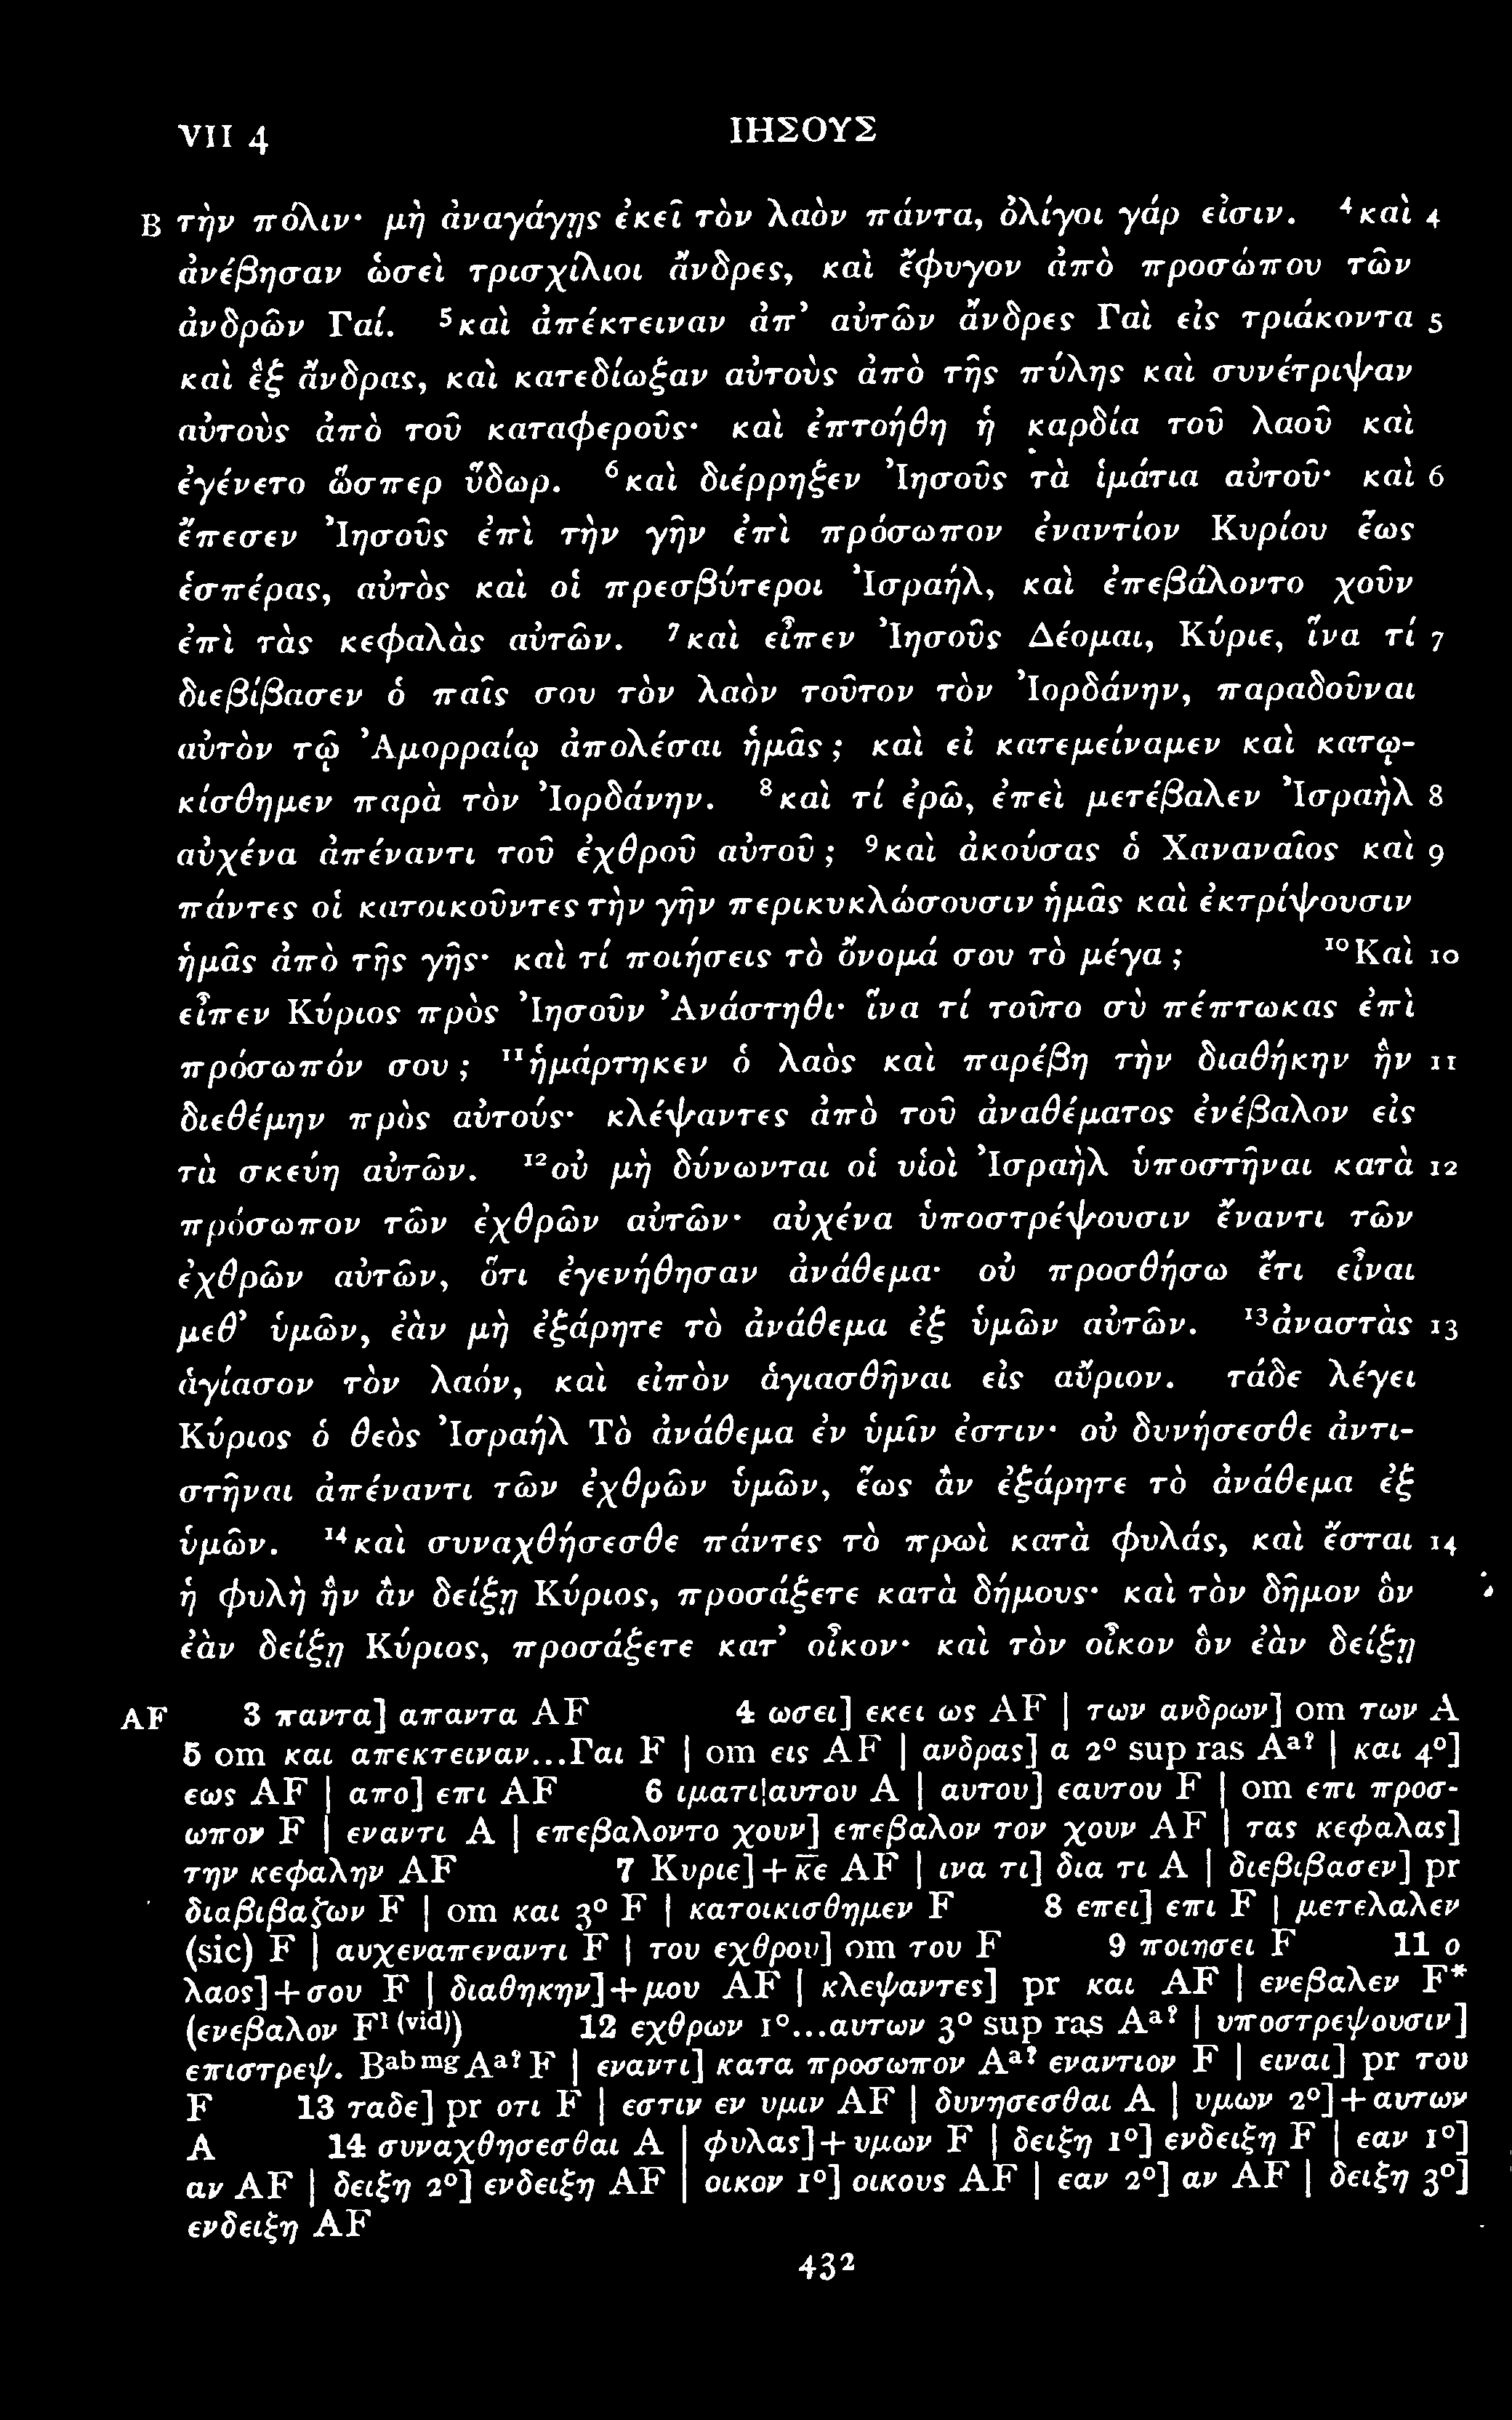 VII 4 ΙΗΣΟΥΣ
B τὴν πόλιν· μὴ ἀναγάγῃς ἐκεῖ τὸν λαὸν πάντα, ὀλίγοι γάρ εἰσιν. ⁴καὶ 4
ἀνέβησαν ὡσεὶ τρισχίλιοι ἄνδρες, καὶ ἔφυγον ἀπὸ προσώπου τῶν
ἀνδρῶν Γαί. ⁵καὶ ἀπέκτειναν ἀπ’ αὐτῶν ἄνδρες Γαὶ εἰς τριάκοντα 5
καὶ ἓξ ἄνδρας, καὶ κατεδίωξαν αὐτοὺς ἀπὸ τῆς πύλης καὶ συνέτριψαν
αὐτοὺς ἀπὸ τοῦ καταφεροῦς· καὶ ἐπτοήθη ἡ καρδία τοῦ λαοῦ καὶ
ἐγένετο ὥσπερ ὕδωρ. ⁶καὶ διέρρηξεν Ἰησοῦς τὰ ἱμάτια αὐτοῦ· καὶ 6
ἔπεσεν Ἰησοῦς ἐπὶ τὴν γῆν ἐπὶ πρόσωπον ἐναντίον Κυρίου ἕως
ἑσπέρας, αὐτὸς καὶ οἱ πρεσβύτεροι Ἰσραήλ, καὶ ἐπεβάλοντο χοῦν
ἐπὶ τὰς κεφαλὰς αὐτῶν. ⁷καὶ εἶπεν Ἰησοῦς Δέομαι, Κύριε, ἵνα τί 7
διεβίβασεν ὁ παῖς σου τὸν λαὸν τοῦτον τὸν Ἰορδάνην, παραδοῦναι
αὐτὸν τῷ Ἀμορραίῳ ἀπολέσαι ἡμᾶς; καὶ εἰ κατεμείναμεν καὶ κατῳ-
κίσθημεν παρὰ τὸν Ἰορδάνην. ⁸καὶ τί ἐρῶ, ἐπεὶ μετέβαλεν Ἰσραὴλ 8
αὐχένα ἀπέναντι τοῦ ἐχθροῦ αὐτοῦ; ⁹καὶ ἀκούσας ὁ Χαναναῖος καὶ 9
πάντες οἱ κατοικοῦντες τὴν γῆν περικυκλώσουσιν ἡμᾶς καὶ ἐκτρίψουσιν
ἡμᾶς ἀπὸ τῆς γῆς· καὶ τί ποιήσεις τὸ ὄνομά σου τὸ μέγα; ¹⁰Καὶ 10
εἶπεν Κύριος πρὸς Ἰησοῦν Ἀνάστηθι· ἵνα τί τοῦτο σὺ πέπτωκας ἐπὶ
πρόσωπόν σου; ¹¹ἡμάρτηκεν ὁ λαὸς καὶ παρέβη τὴν διαθήκην ἣν 11
διεθέμην πρὸς αὐτούς· κλέψαντες ἀπὸ τοῦ ἀναθέματος ἐνέβαλον εἰς
τὰ σκεύη αὐτῶν. ¹²οὐ μὴ δύνωνται οἱ υἱοὶ Ἰσραὴλ ὑποστῆναι κατὰ 12
πρόσωπον τῶν ἐχθρῶν αὐτῶν· αὐχένα ὑποστρέψουσιν ἔναντι τῶν
ἐχθρῶν αὐτῶν, ὅτι ἐγενήθησαν ἀνάθεμα· οὐ προσθήσω ἔτι εἶναι
μεθ’ ὑμῶν, ἐὰν μὴ ἐξάρητε τὸ ἀνάθεμα ἐξ ὑμῶν αὐτῶν. ¹³ἀναστὰς 13
ἁγίασον τὸν λαόν, καὶ εἰπὸν ἁγιασθῆναι εἰς αὔριον. τάδε λέγει
Κύριος ὁ θεὸς Ἰσραήλ Τὸ ἀνάθεμα ἐν ὑμῖν ἐστιν· οὐ δυνήσεσθε ἀντι-
στῆναι ἀπέναντι τῶν ἐχθρῶν ὑμῶν, ἕως ἂν ἐξάρητε τὸ ἀνάθεμα ἐξ
ὑμῶν. ¹⁴καὶ συναχθήσεσθε πάντες τὸ πρωὶ κατὰ φυλάς, καὶ ἔσται 14
ἡ φυλὴ ἣν ἂν δείξῃ Κύριος, προσάξετε κατὰ δήμους· καὶ τὸν δῆμον ὃν
ἐὰν δείξῃ Κύριος, προσάξετε κατ’ οἶκον· καὶ τὸν οἶκον ὃν ἐὰν δείξῃ
AF 3 παντα] απαντα AF 4 ωσει] εκει ως AF | των ανδρων] om των A
5 om και απεκτειναν...Γαι F | om εις AF | ανδρας] α 2° sup ras Aᵃ? | και 4°]
εως AF | απο] επι AF 6 ιματι|αυτου A | αυτου] εαυτου F | om επι προσ-
ωπον F | εναντι A | επεβαλοντο χουν] επεβαλον τον χουν AF | τας κεφαλας]
την κεφαλην AF 7 Κυριε]+κ̅ε̅ AF | ινα τι] δια τι A | διεβιβασεν] pr
διαβιβαζων F | om και 3° F | κατοικισθημεν F 8 επει] επι F | μετελαλεν
(sic) F | αυχεναπεναντι F | του εχθρου] om του F 9 ποιησει F 11 ο
λαος]+σου F | διαθηκην]+μου AF | κλεψαντες] pr και AF | ενεβαλεν F*
(ενεβαλον F¹⁽ᵛⁱᵈ⁾) 12 εχθρων 1°...αυτων 3° sup ras Aᵃ? | υποστρεψουσιν]
επιστρεψ. Bᵃᵇᵐᵍ Aᵃ? F | εναντι] κατα προσωπον Aᵃ? εναντιον F | ειναι] pr του
F 13 ταδε] pr οτι F | εστιν εν υμιν AF | δυνησεσθαι A | υμων 2°]+αυτων
A 14 συναχθησεσθαι A | φυλας]+υμων F | δειξη 1°] ενδειξη F | εαν 1°]
αν AF | δειξη 2°] ενδειξη AF | οικον 1°] οικους AF | εαν 2°] αν AF | δειξη 3°]
ενδειξη AF
432